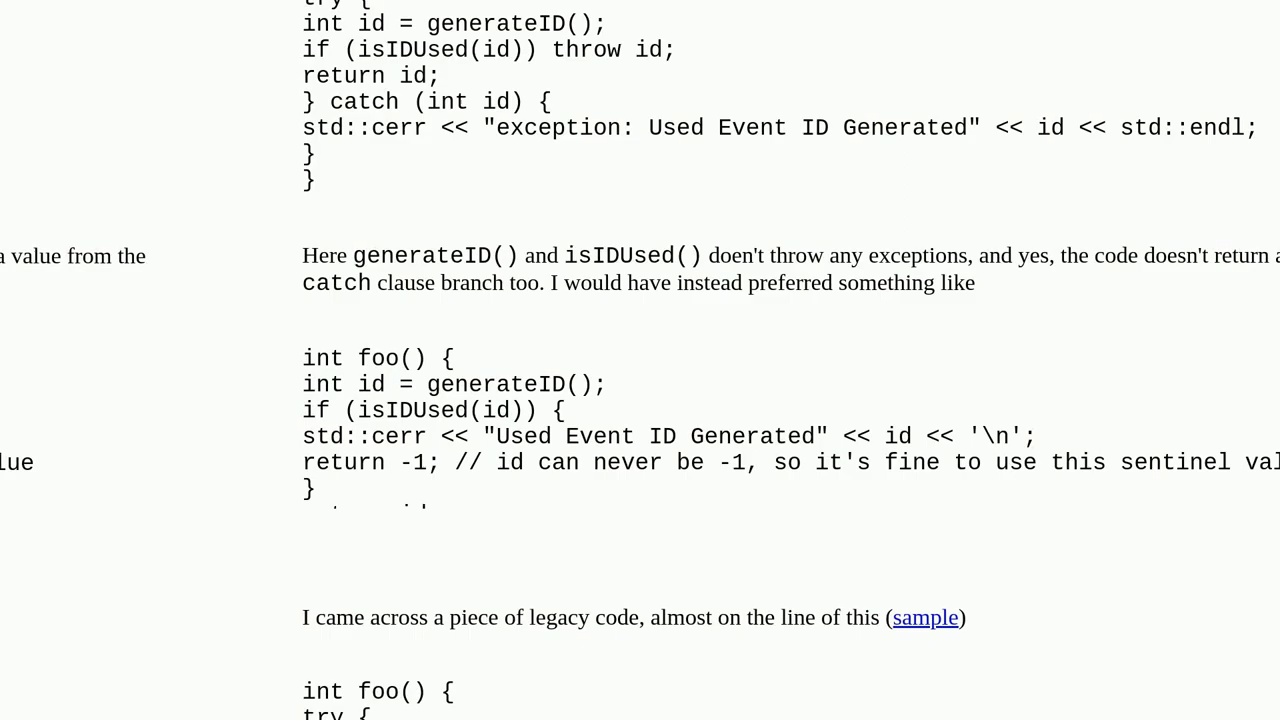 try {
int id = generateID();
if (isIDUsed(id)) throw id;
return id;
} catch (int id) {
std::cerr << "exception: Used Event ID Generated" << id << std::endl;
}
}
a value from the
Here generateID() and isIDUsed() doen't throw any exceptions, and yes, the code doesn't return a
catch clause branch too. I would have instead preferred something like
int foo() {
int id = generateID();
if (isIDUsed(id)) {
std::cerr << "Used Event ID Generated" << id << '\n';
lue
return -1; // id can never be -1, so it's fine to use this sentinel val
}
I came across a piece of legacy code, almost on the line of this (sample)
int foo() {
try {